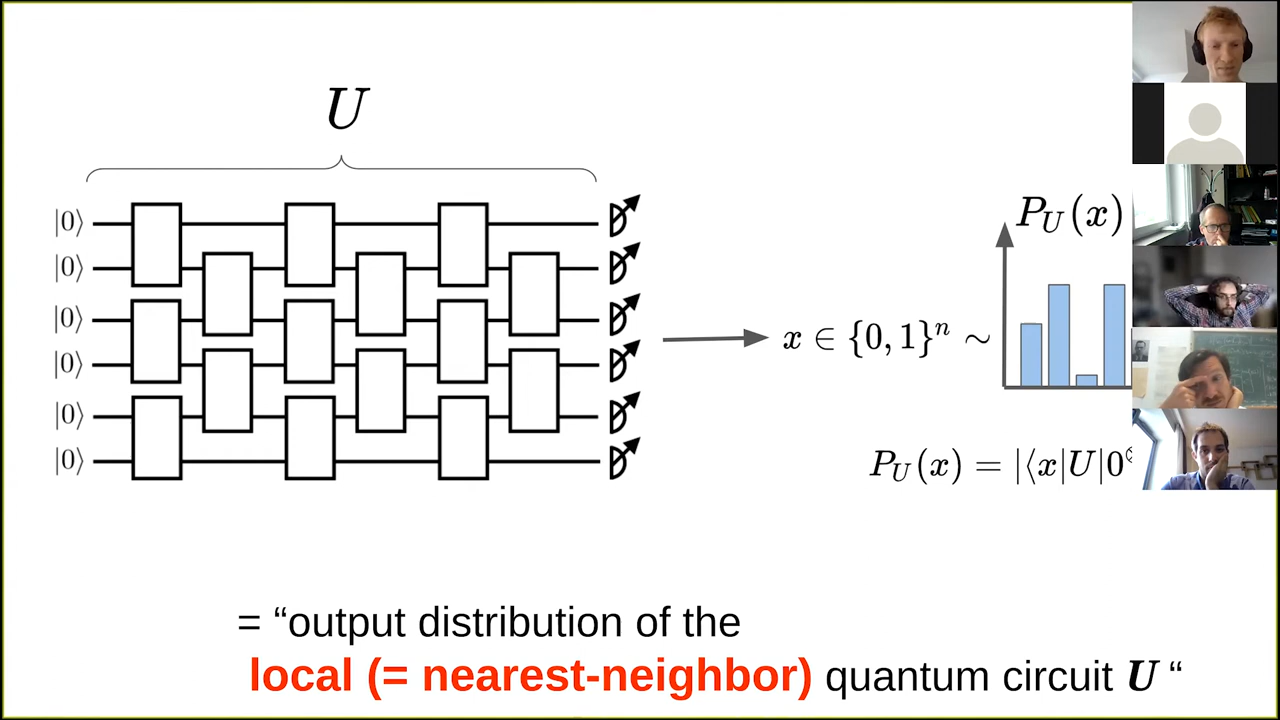 U
|0⟩
|0⟩
|0⟩
|0⟩
|0⟩
|0⟩
P_U(x)
x ∈ {0,1}^n ~
P_U(x) = |⟨x|U|0^⊗
= “output distribution of the
local (= nearest-neighbor) quantum circuit U “